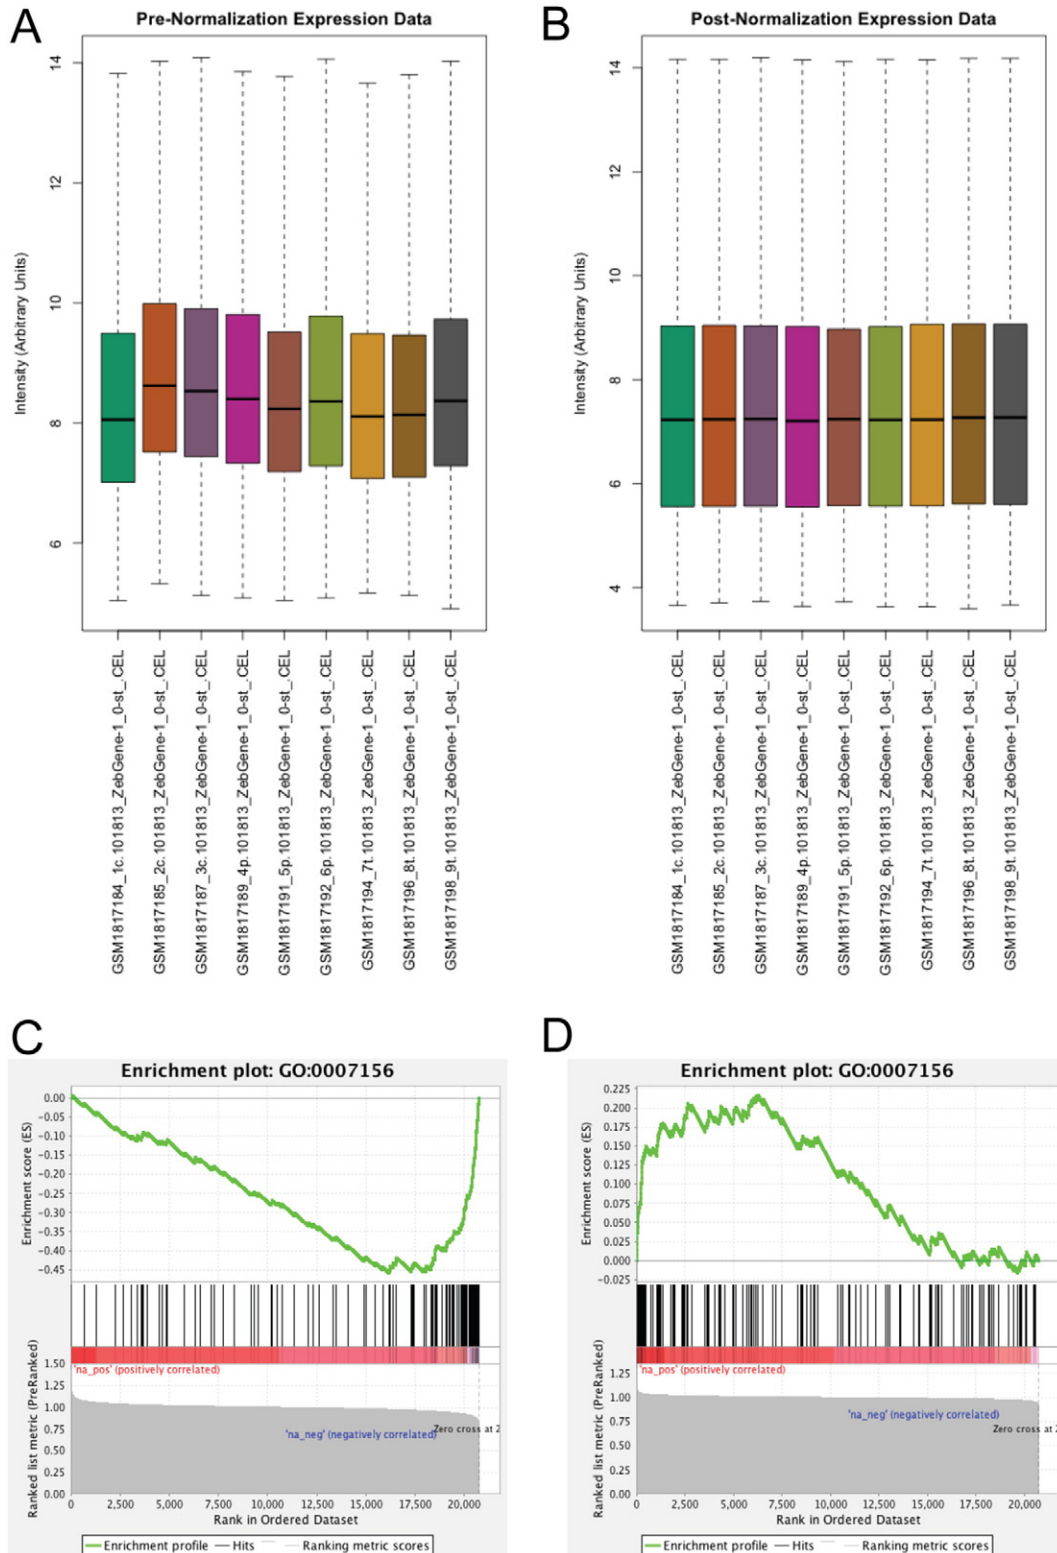 A
Pre-Normalization Expression Data
Intensity (Arbitrary Units)
14
12
10
8
6
GSM1817184_1c.101813_ZebGene-1_0-st_.CEL
GSM1817185_2c.101813_ZebGene-1_0-st_.CEL
GSM1817187_3c.101813_ZebGene-1_0-st_.CEL
GSM1817189_4p.101813_ZebGene-1_0-st_.CEL
GSM1817191_5p.101813_ZebGene-1_0-st_.CEL
GSM1817192_6p.101813_ZebGene-1_0-st_.CEL
GSM1817194_7t.101813_ZebGene-1_0-st_.CEL
GSM1817196_8t.101813_ZebGene-1_0-st_.CEL
GSM1817198_9t.101813_ZebGene-1_0-st_.CEL
B
Post-Normalization Expression Data
Intensity (Arbitrary Units)
14
12
10
8
6
4
GSM1817184_1c.101813_ZebGene-1_0-st_.CEL
GSM1817185_2c.101813_ZebGene-1_0-st_.CEL
GSM1817187_3c.101813_ZebGene-1_0-st_.CEL
GSM1817189_4p.101813_ZebGene-1_0-st_.CEL
GSM1817191_5p.101813_ZebGene-1_0-st_.CEL
GSM1817192_6p.101813_ZebGene-1_0-st_.CEL
GSM1817194_7t.101813_ZebGene-1_0-st_.CEL
GSM1817196_8t.101813_ZebGene-1_0-st_.CEL
GSM1817198_9t.101813_ZebGene-1_0-st_.CEL
C
Enrichment plot: GO:0007156
Enrichment score (ES)
0.00
-0.05
-0.10
-0.15
-0.20
-0.25
-0.30
-0.35
-0.40
-0.45
Ranked list metric (PreRanked)
1.50
1.25
1.00
0.75
0.50
0.25
0.00
'na_pos' (positively correlated)
'na_neg' (negatively correlated)
Zero cross at 2
0 2,500 5,000 7,500 10,000 12,500 15,000 17,500 20,000
Rank in Ordered Dataset
Enrichment profile Hits Ranking metric scores
D
Enrichment plot: GO:0007156
Enrichment score (ES)
0.225
0.200
0.175
0.150
0.125
0.100
0.075
0.050
0.025
0.000
-0.025
Ranked list metric (PreRanked)
1.25
1.00
0.75
0.50
0.25
0.00
'na_pos' (positively correlated)
'na_neg' (negatively correlated)
Zero cross at 2
0 2,500 5,000 7,500 10,000 12,500 15,000 17,500 20,000
Rank in Ordered Dataset
Enrichment profile Hits Ranking metric scores